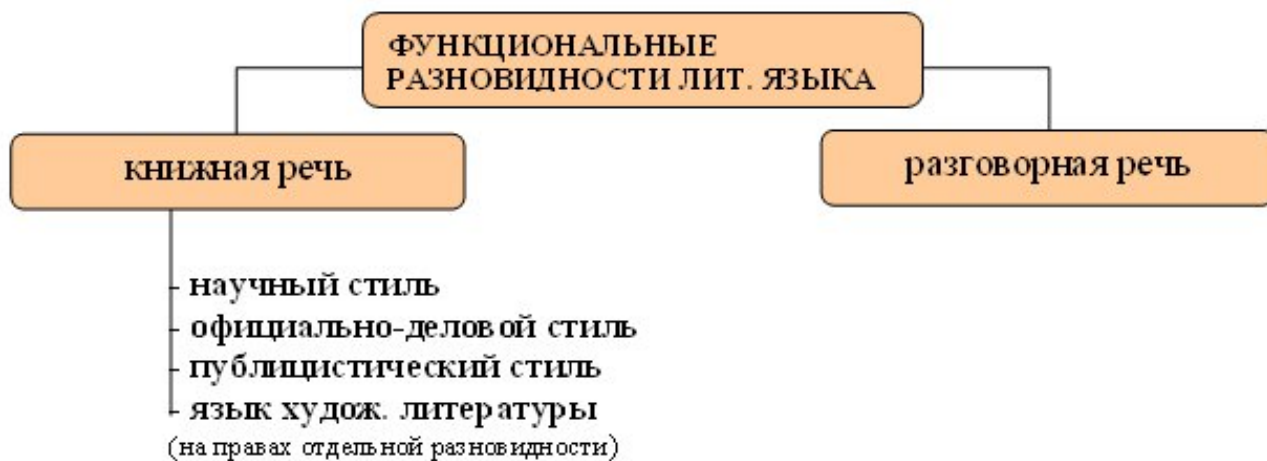 ФУНКЦИОНАЛЬНЫЕ
РАЗНОВИДНОСТИ ЛИТ. ЯЗЫКА
книжная речь
разговорная речь
- научный стиль
- официально-деловой стиль
- публицистический стиль
- язык худож. литературы
(на правах отдельной разновидности)